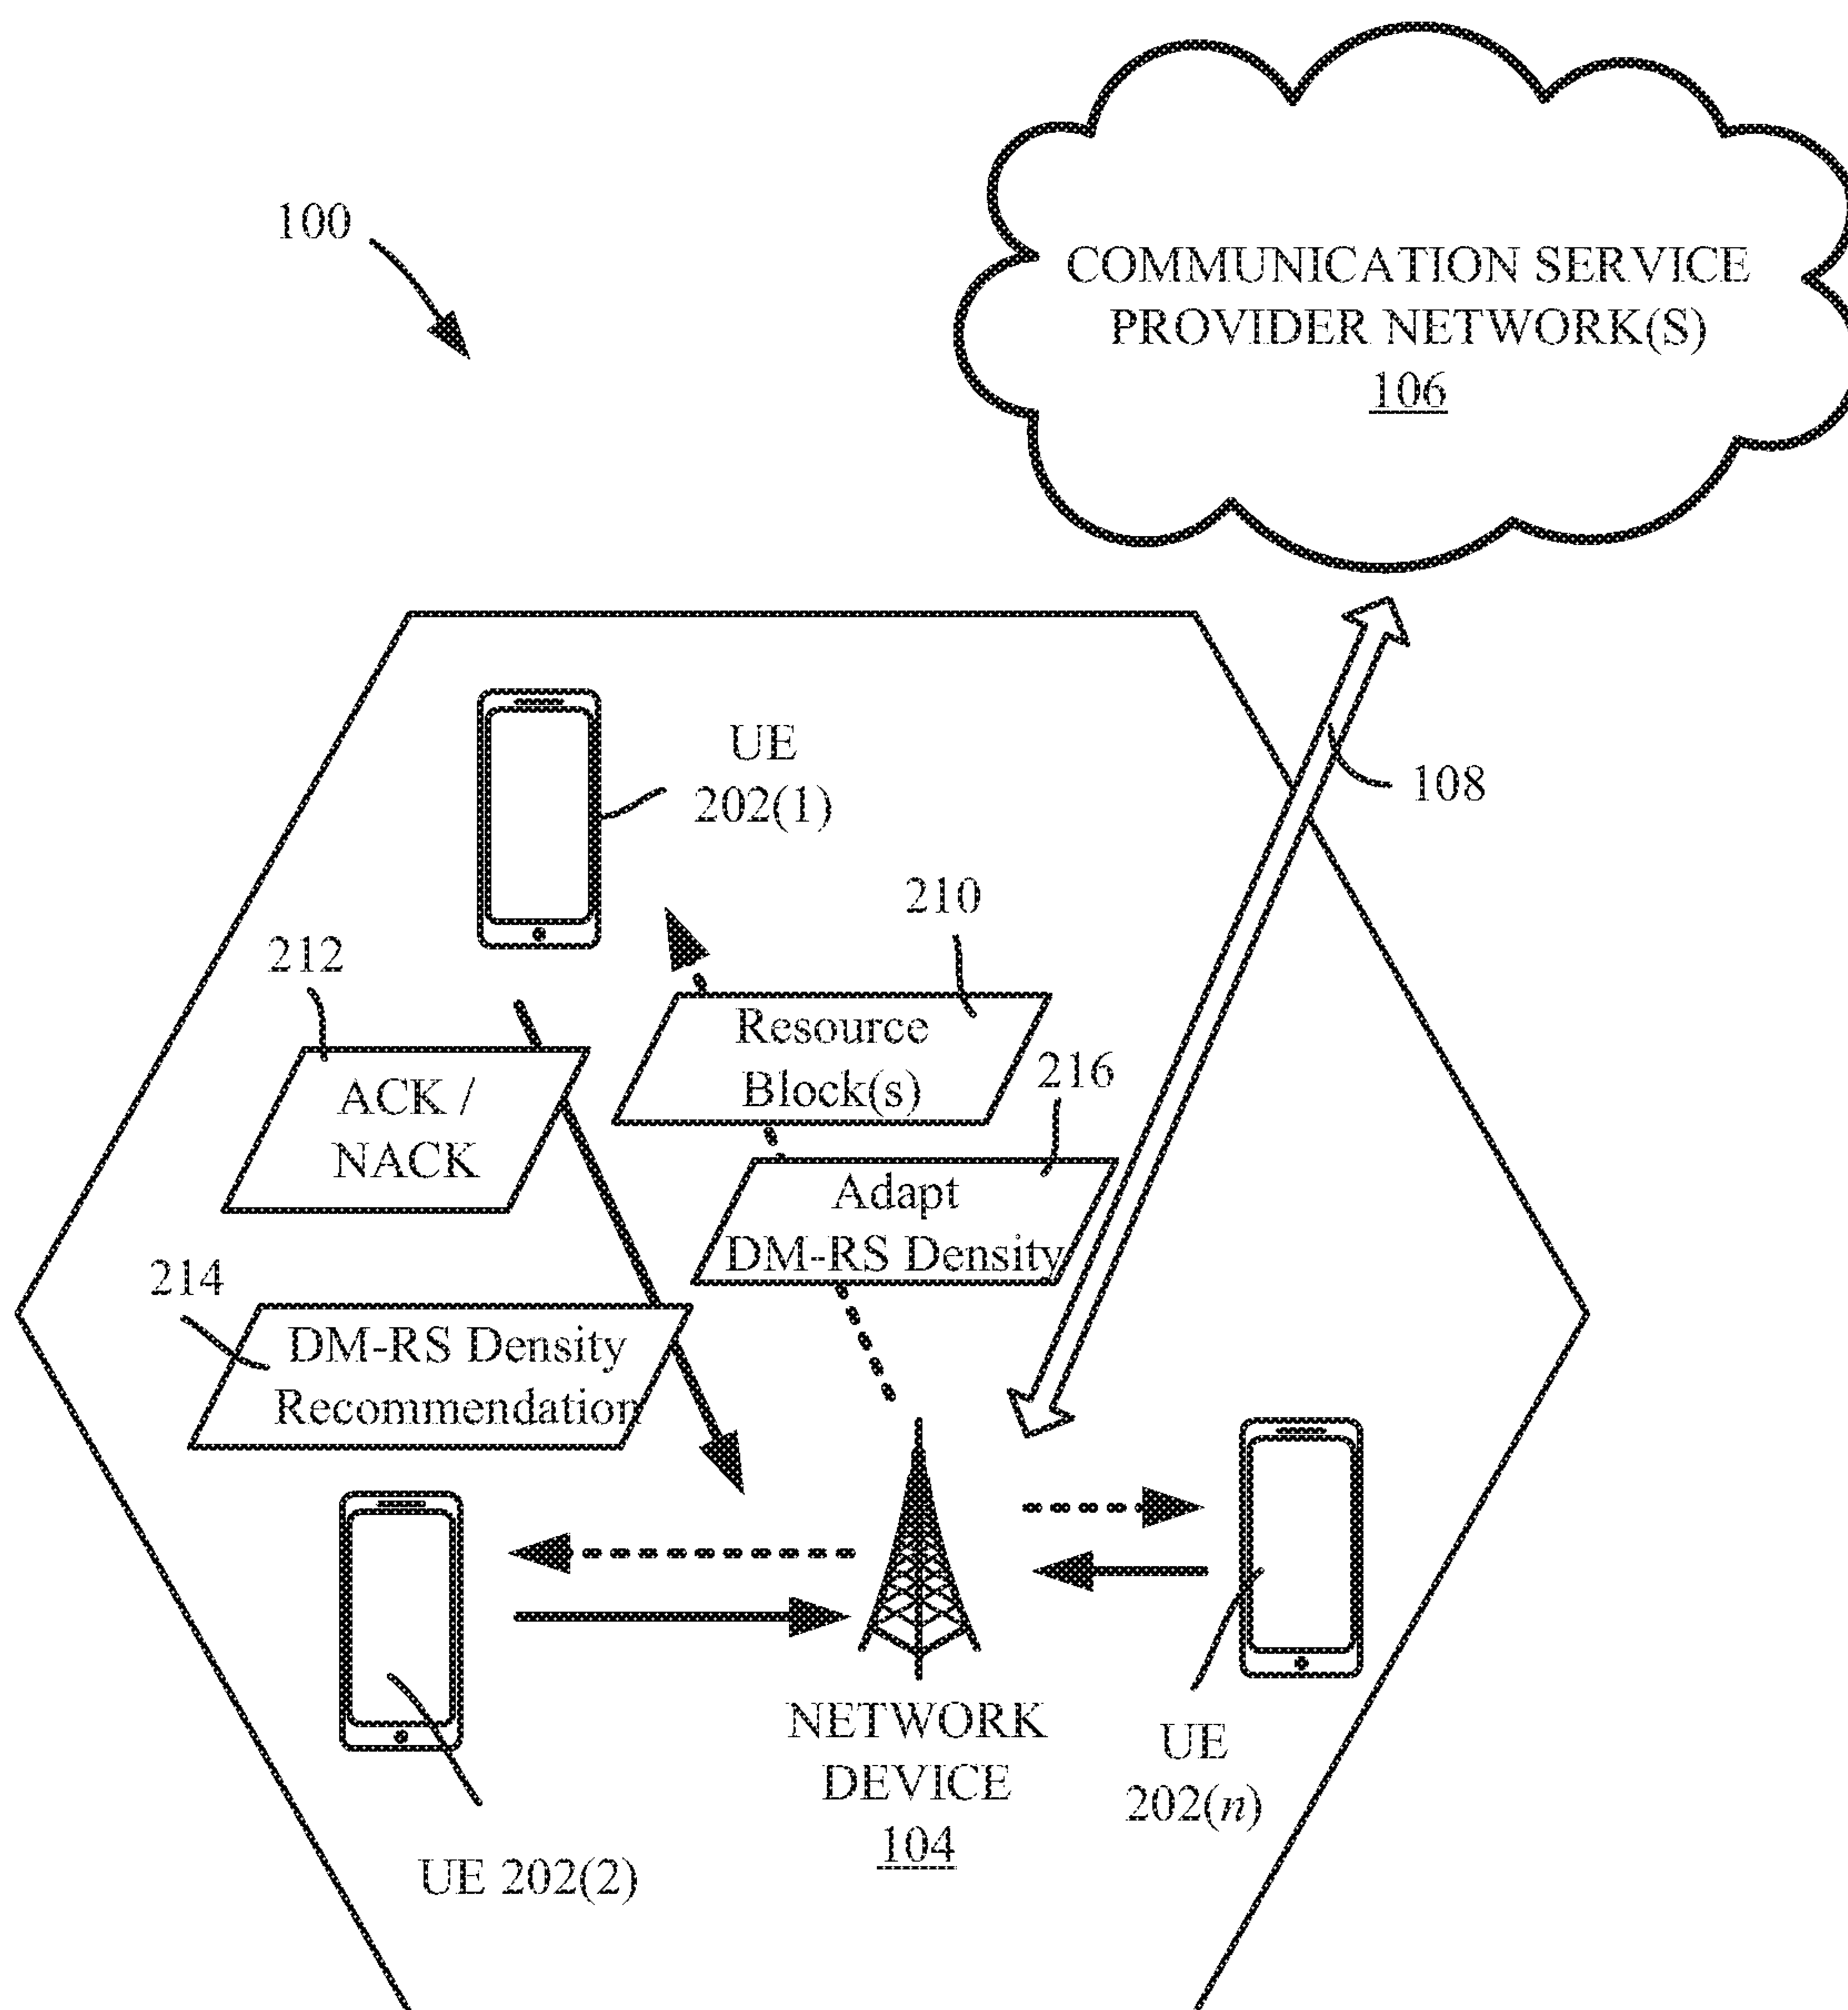 100
COMMUNICATION SERVICE
PROVIDER NETWORK(S)
106
UE
202(1)
108
210
212
Resource
Block(s)
216
ACK /
NACK
Adapt
DM-RS Density
214
DM-RS Density
Recommendation
NETWORK
DEVICE
104
UE
202(n)
UE 202(2)